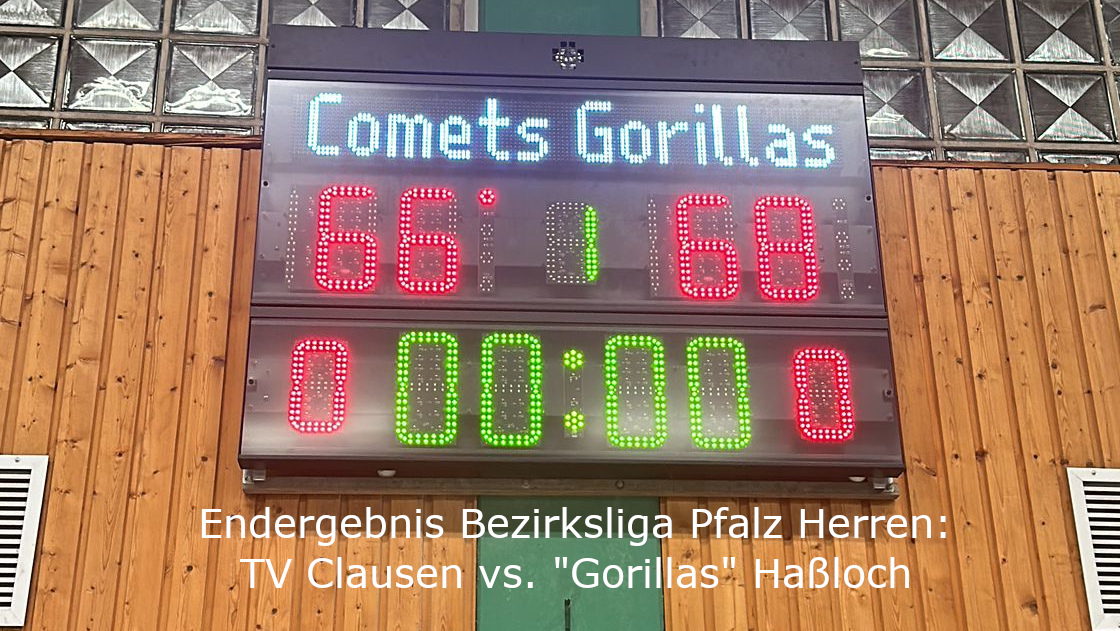 Comets Gorillas
66 1 68
0 00:00 0
Endergebnis Bezirksliga Pfalz Herren:
TV Clausen vs. "Gorillas" Haßloch